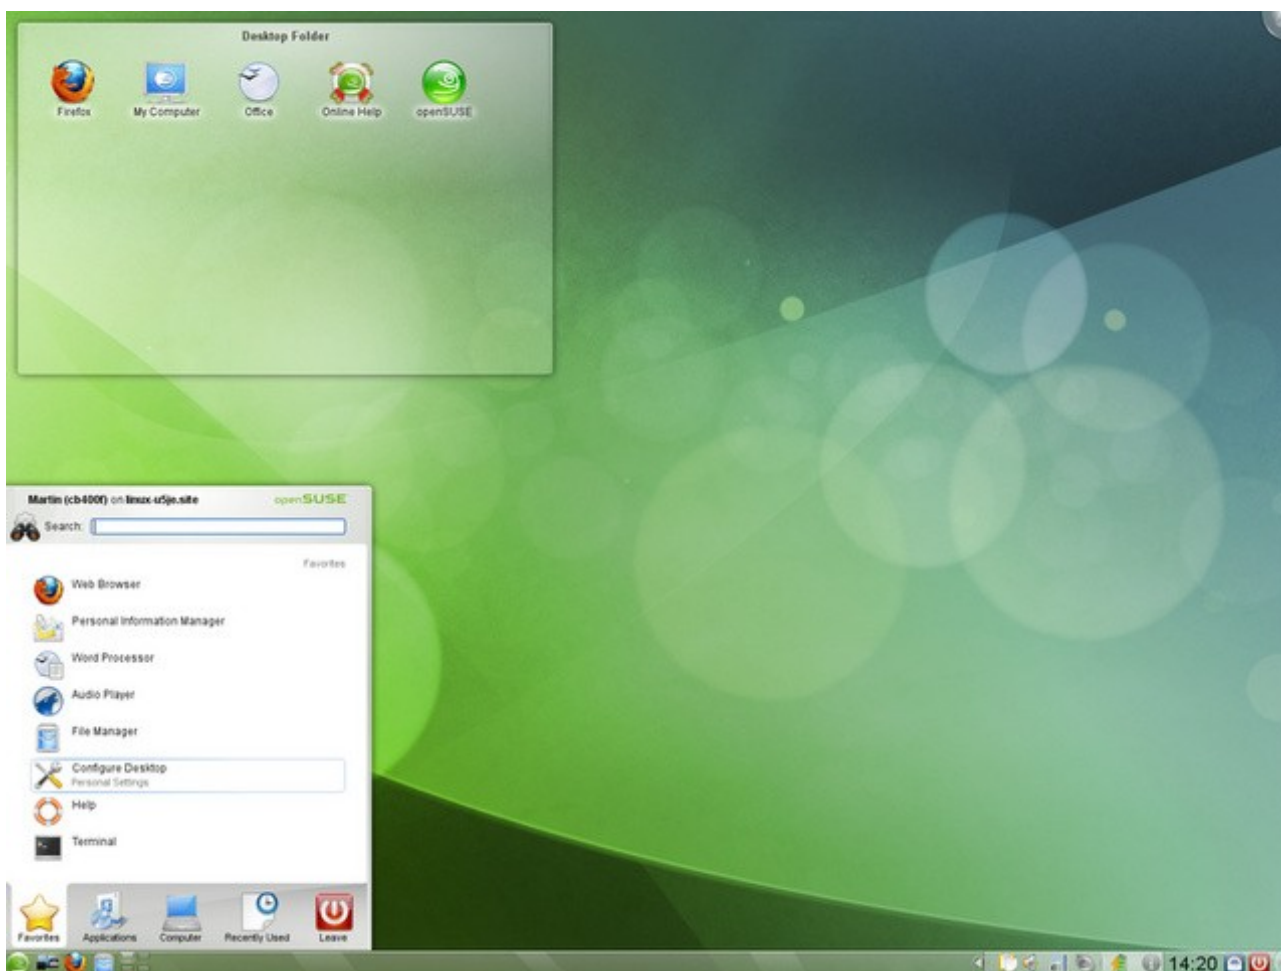 Desktop Folder
Firefox My Computer Office Online Help openSUSE
Martin (cb400f) on linux-u5je.site openSUSE
Search:
Favorites
Web Browser
Personal Information Manager
Word Processor
Audio Player
File Manager
Configure Desktop
Personal Settings
Help
Terminal
Favorites Applications Computer Recently Used Leave
14:20